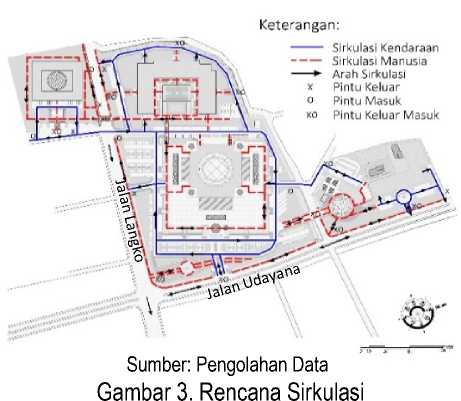 Keterangan:
Sirkulasi Kendaraan
Sirkulasi Manusia
Arah Sirkulasi
x Pintu Keluar
o Pintu Masuk
xo Pintu Keluar Masuk
Jalan Langko
Jalan Udayana
Sumber: Pengolahan Data
Gambar 3. Rencana Sirkulasi